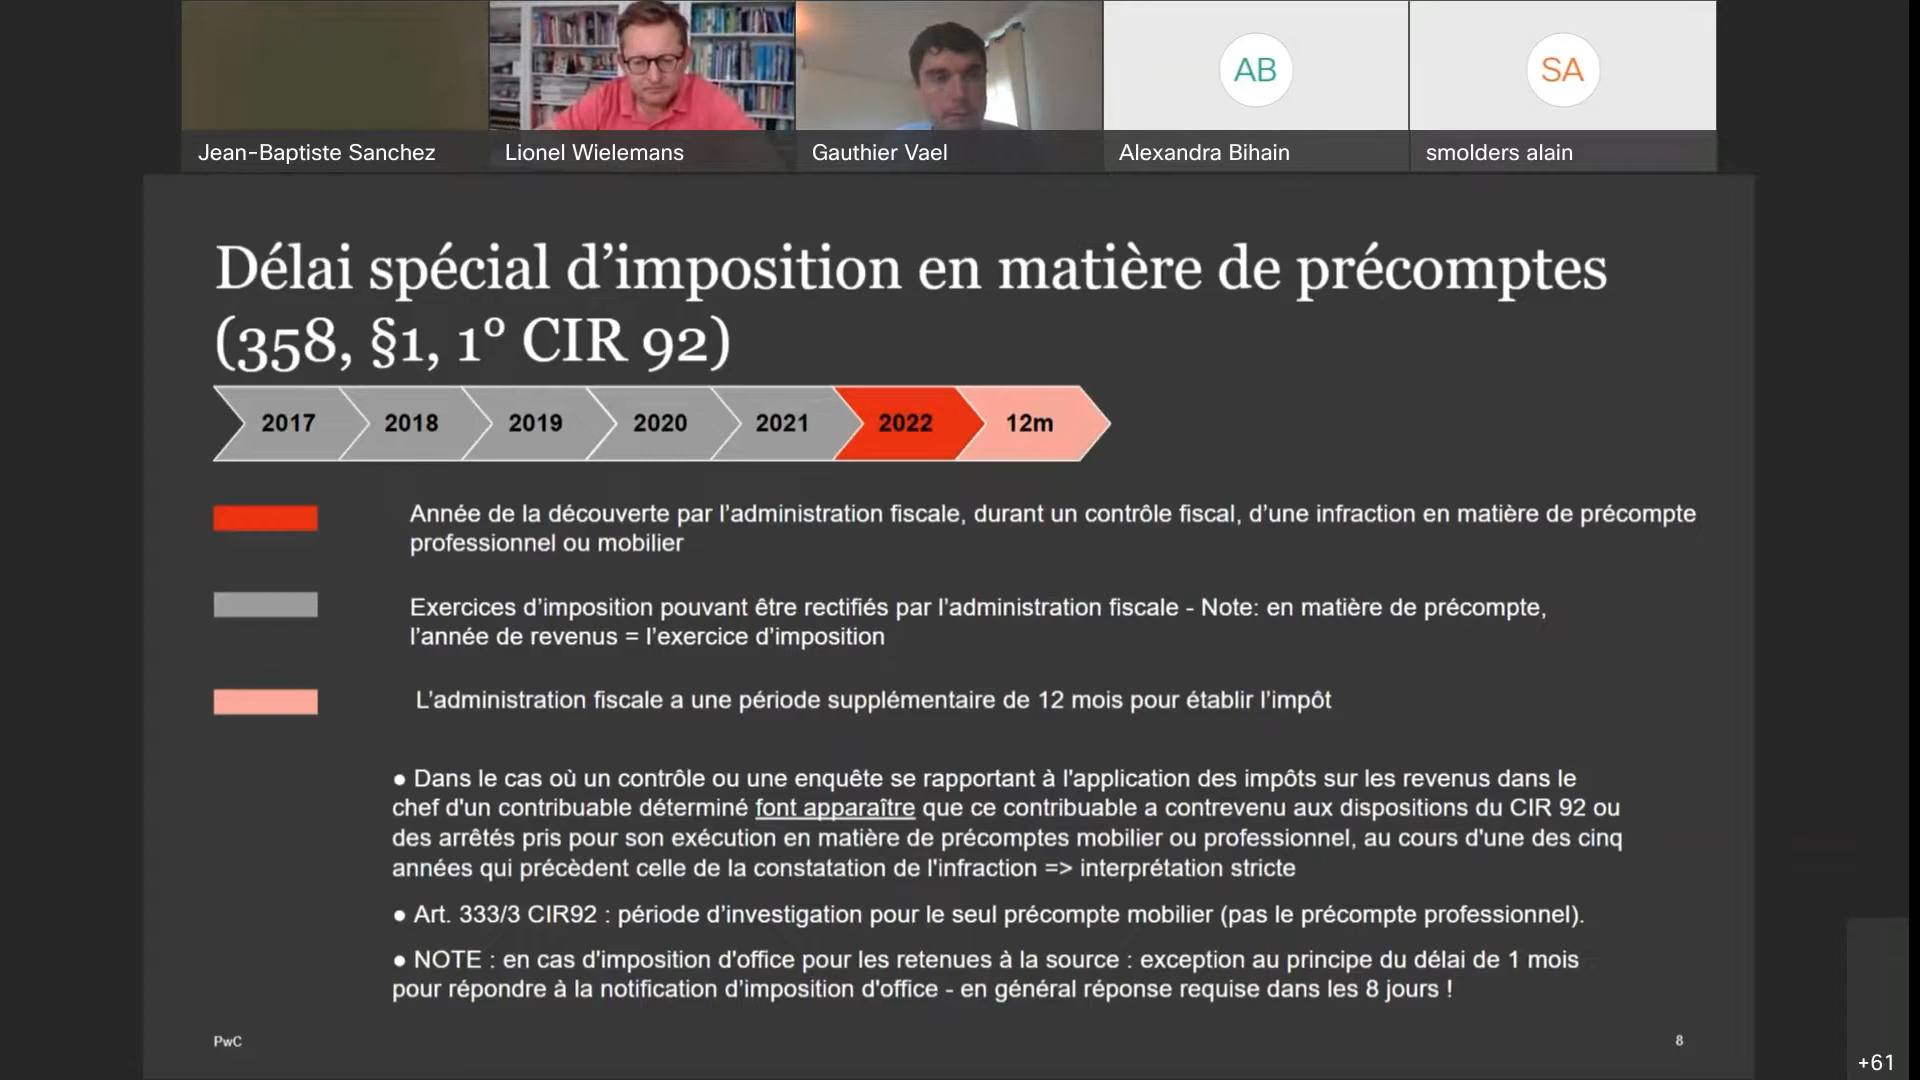 AB
SA
Jean-Baptiste Sanchez
Lionel Wielemans
Gauthier Vael
Alexandra Bihain
smolders alain
Délai spécial d’imposition en matière de précomptes
(358, §1, 1° CIR 92)
2017 2018 2019 2020 2021 2022 12m
Année de la découverte par l’administration fiscale, durant un contrôle fiscal, d’une infraction en matière de précompte
professionnel ou mobilier
Exercices d’imposition pouvant être rectifiés par l’administration fiscale - Note: en matière de précompte,
l’année de revenus = l’exercice d’imposition
L’administration fiscale a une période supplémentaire de 12 mois pour établir l’impôt
● Dans le cas où un contrôle ou une enquête se rapportant à l'application des impôts sur les revenus dans le
chef d'un contribuable déterminé font apparaître que ce contribuable a contrevenu aux dispositions du CIR 92 ou
des arrêtés pris pour son exécution en matière de précomptes mobilier ou professionnel, au cours d'une des cinq
années qui précèdent celle de la constatation de l'infraction => interprétation stricte
● Art. 333/3 CIR92 : période d’investigation pour le seul précompte mobilier (pas le précompte professionnel).
● NOTE : en cas d'imposition d'office pour les retenues à la source : exception au principe du délai de 1 mois
pour répondre à la notification d’imposition d'office - en général réponse requise dans les 8 jours !
PwC
8
+61